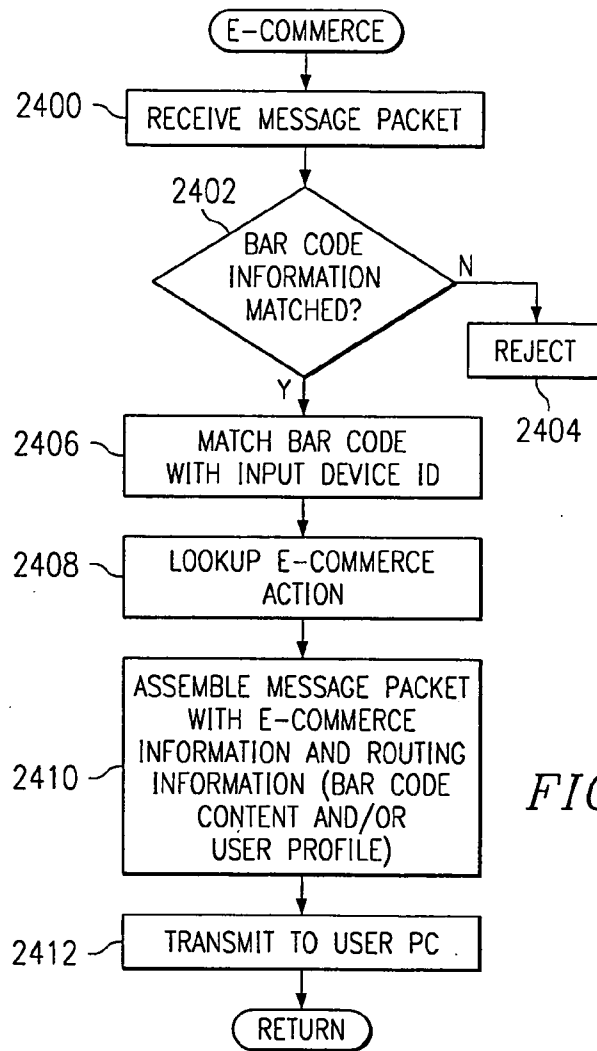 E-COMMERCE
2400
RECEIVE MESSAGE PACKET
2402
BAR CODE
INFORMATION
MATCHED?
N
REJECT
2404
Y
2406
MATCH BAR CODE
WITH INPUT DEVICE ID
2408
LOOKUP E-COMMERCE
ACTION
2410
ASSEMBLE MESSAGE PACKET
WITH E-COMMERCE
INFORMATION AND ROUTING
INFORMATION (BAR CODE
CONTENT AND/OR
USER PROFILE)
2412
TRANSMIT TO USER PC
RETURN